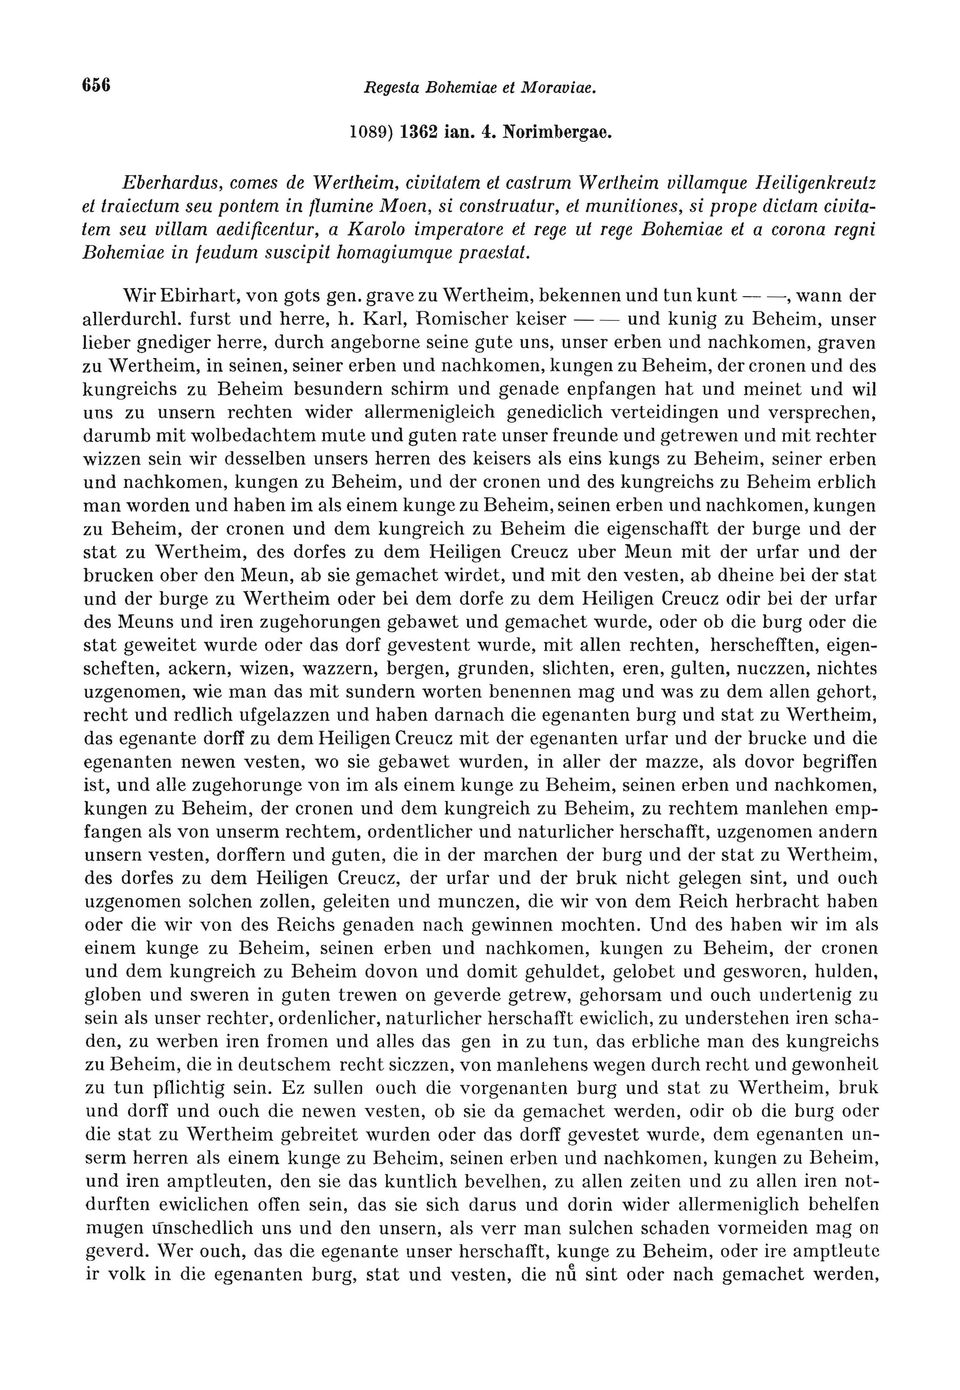 656 Regesta Bohemiae et Moraviae.
1089) 1362 ian. 4. Norimbergae.
Eberhardus, comes de Wertheim, civitatem et castrum Wertheim villamque Heiligenkreutz
et traiectum seu pontem in flumine Moen, si construatur, et munitiones, si prope dictam civita-
tem seu villam aedificentur, a Karolo imperatore et rege ut rege Bohemiae et a corona regni
Bohemiae in feudum suscipit homagiumque praestat.
Wir Ebirhart, von gots gen. grave zu Wertheim, bekennen und tun kunt — —, wann der
allerdurchl. furst und herre, h. Karl, Romischer keiser — — und kunig zu Beheim, unser
lieber gnediger herre, durch angeborne seine gute uns, unser erben und nachkomen, graven
zu Wertheim, in seinen, seiner erben und nachkomen, kungen zu Beheim, der cronen und des
kungreichs zu Beheim besundern schirm und genade enpfangen hat und meinet und wil
uns zu unsern rechten wider allermenigleich genediclich verteidingen und versprechen,
darumb mit wolbedachtem mute und guten rate unser freunde und getrewen und mit rechter
wizzen sein wir desselben unsers herren des keisers als eins kungs zu Beheim, seiner erben
und nachkomen, kungen zu Beheim, und der cronen und des kungreichs zu Beheim erblich
man worden und haben im als einem kunge zu Beheim, seinen erben und nachkomen, kungen
zu Beheim, der cronen und dem kungreich zu Beheim die eigenschafft der burge und der
stat zu Wertheim, des dorfes zu dem Heiligen Creucz uber Meun mit der urfar und der
brucken ober den Meun, ab sie gemachet wirdet, und mit den vesten, ab dheine bei der stat
und der burge zu Wertheim oder bei dem dorfe zu dem Heiligen Creucz odir bei der urfar
des Meuns und iren zugehorungen gebawet und gemachet wurde, oder ob die burg oder die
stat geweitet wurde oder das dorf gevestent wurde, mit allen rechten, herschefften, eigen-
scheften, ackern, wizen, wazzern, bergen, grunden, slichten, eren, gulten, nuczzen, nichtes
uzgenomen, wie man das mit sundern worten benennen mag und was zu dem allen gehort,
recht und redlich ufgelazzen und haben darnach die egenanten burg und stat zu Wertheim,
das egenante dorff zu dem Heiligen Creucz mit der egenanten urfar und der brucke und die
egenanten newen vesten, wo sie gebawet wurden, in aller der mazze, als dovor begriffen
ist, und alle zugehorunge von im als einem kunge zu Beheim, seinen erben und nachkomen,
kungen zu Beheim, der cronen und dem kungreich zu Beheim, zu rechtem manlehen emp-
fangen als von unserm rechtem, ordentlicher und naturlicher herschafft, uzgenomen andern
unsern vesten, dorffern und guten, die in der marchen der burg und der stat zu Wertheim,
des dorfes zu dem Heiligen Creucz, der urfar und der bruk nicht gelegen sint, und ouch
uzgenomen solchen zollen, geleiten und munczen, die wir von dem Reich herbracht haben
oder die wir von des Reichs genaden nach gewinnen mochten. Und des haben wir im als
einem kunge zu Beheim, seinen erben und nachkomen, kungen zu Beheim, der cronen
und dem kungreich zu Beheim dovon und domit gehuldet, gelobet und gesworen, hulden,
globen und sweren in guten trewen on geverde getrew, gehorsam und ouch undertenig zu
sein als unser rechter, ordenlicher, naturlicher herschafft ewiclich, zu understehen iren scha-
den, zu werben iren fromen und alles das gen in zu tun, das erbliche man des kungreichs
zu Beheim, die in deutschem recht siczzen, von manlehens wegen durch recht und gewonheit
zu tun pflichtig sein. Ez sullen ouch die vorgenanten burg und stat zu Wertheim, bruk
und dorff und ouch die newen vesten, ob sie da gemachet werden, odir ob die burg oder
die stat zu Wertheim gebreitet wurden oder das dorff gevestet wurde, dem egenanten un-
serm herren als einem kunge zu Beheim, seinen erben und nachkomen, kungen zu Beheim,
und iren amptleuten, den sie das kuntlich bevelhen, zu allen zeiten und zu allen iren not-
durften ewiclichen offen sein, das sie sich darus und dorin wider allermeniglich behelfen
mugen unschedlich uns und den unsern, als verr man sulchen schaden vormeiden mag on
geverd. Wer ouch, das die egenante unser herschafft, kunge zu Beheim, oder ire amptleute
ir volk in die egenanten burg, stat und vesten, die nuͤ sint oder nach gemachet werden,